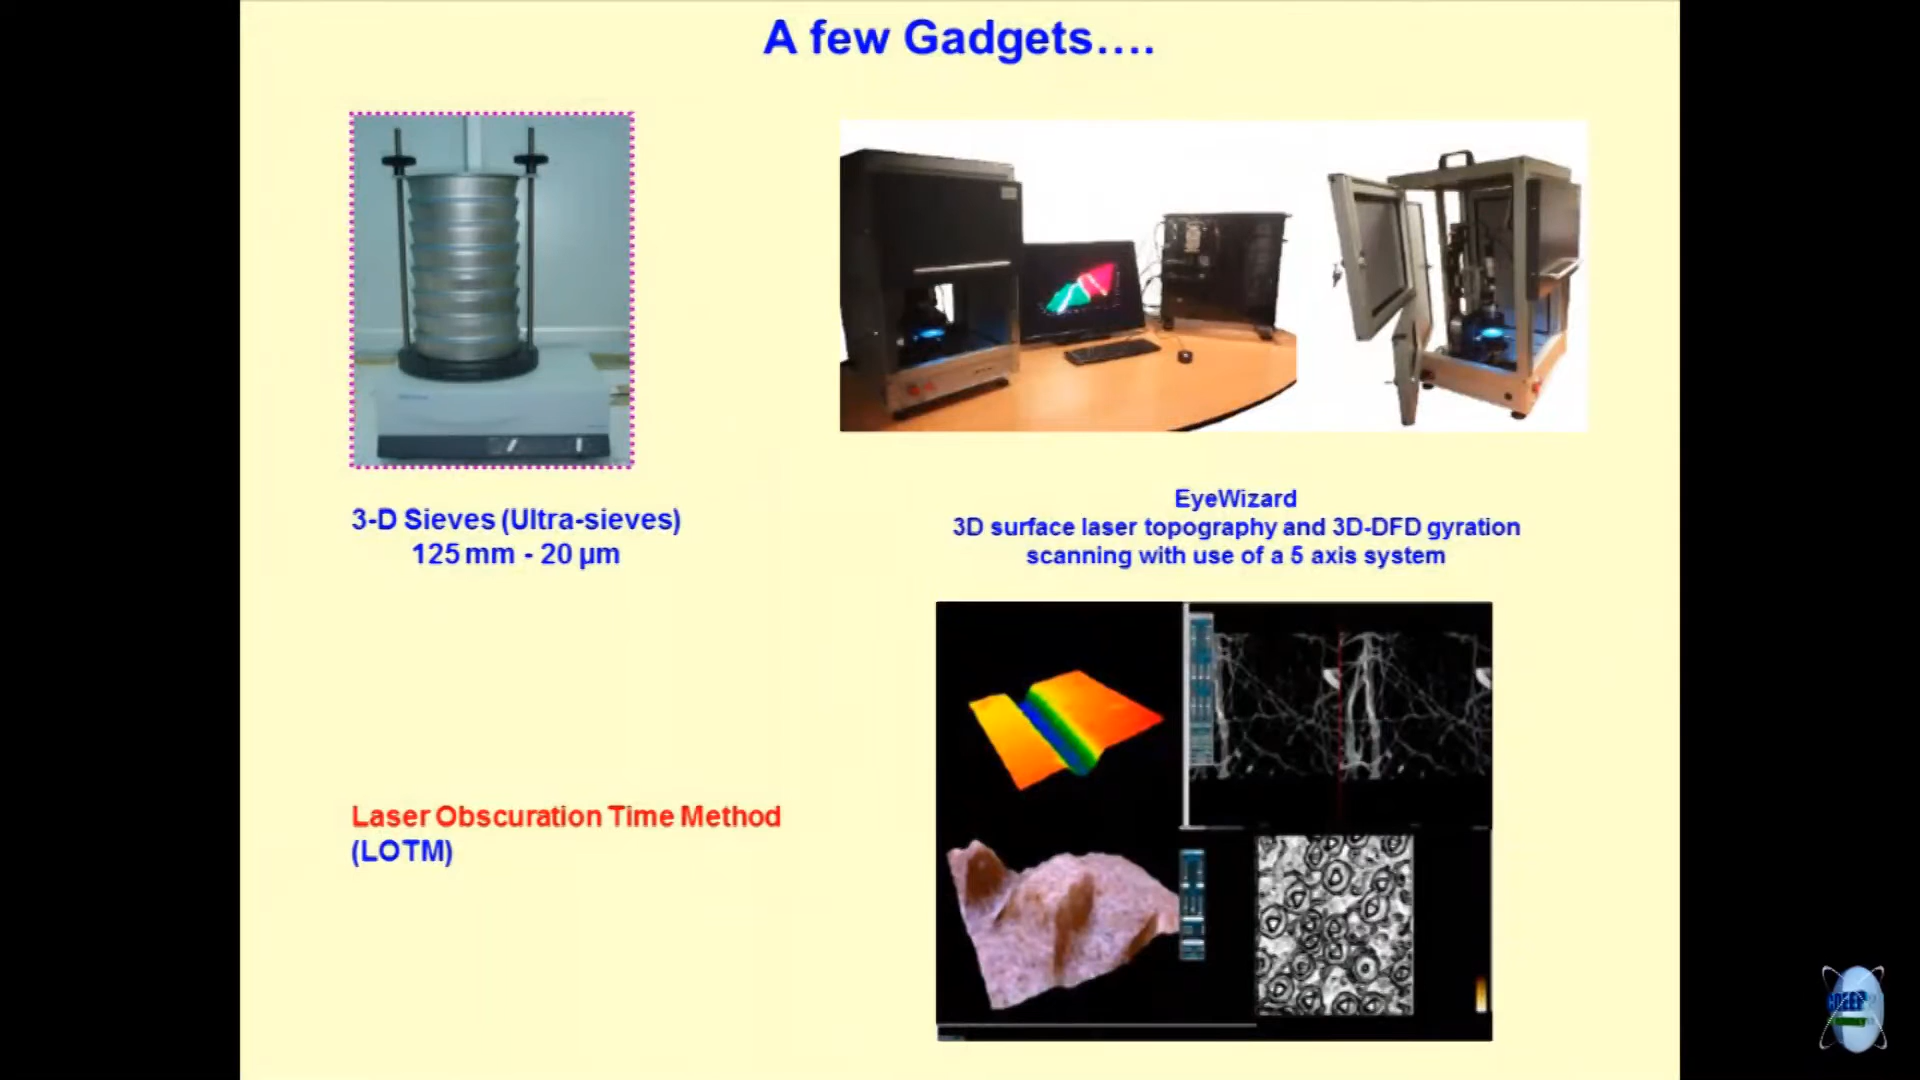 A few Gadgets….
3-D Sieves (Ultra-sieves)
125 mm - 20 µm
EyeWizard
3D surface laser topography and 3D-DFD gyration
scanning with use of a 5 axis system
Laser Obscuration Time Method
(LOTM)